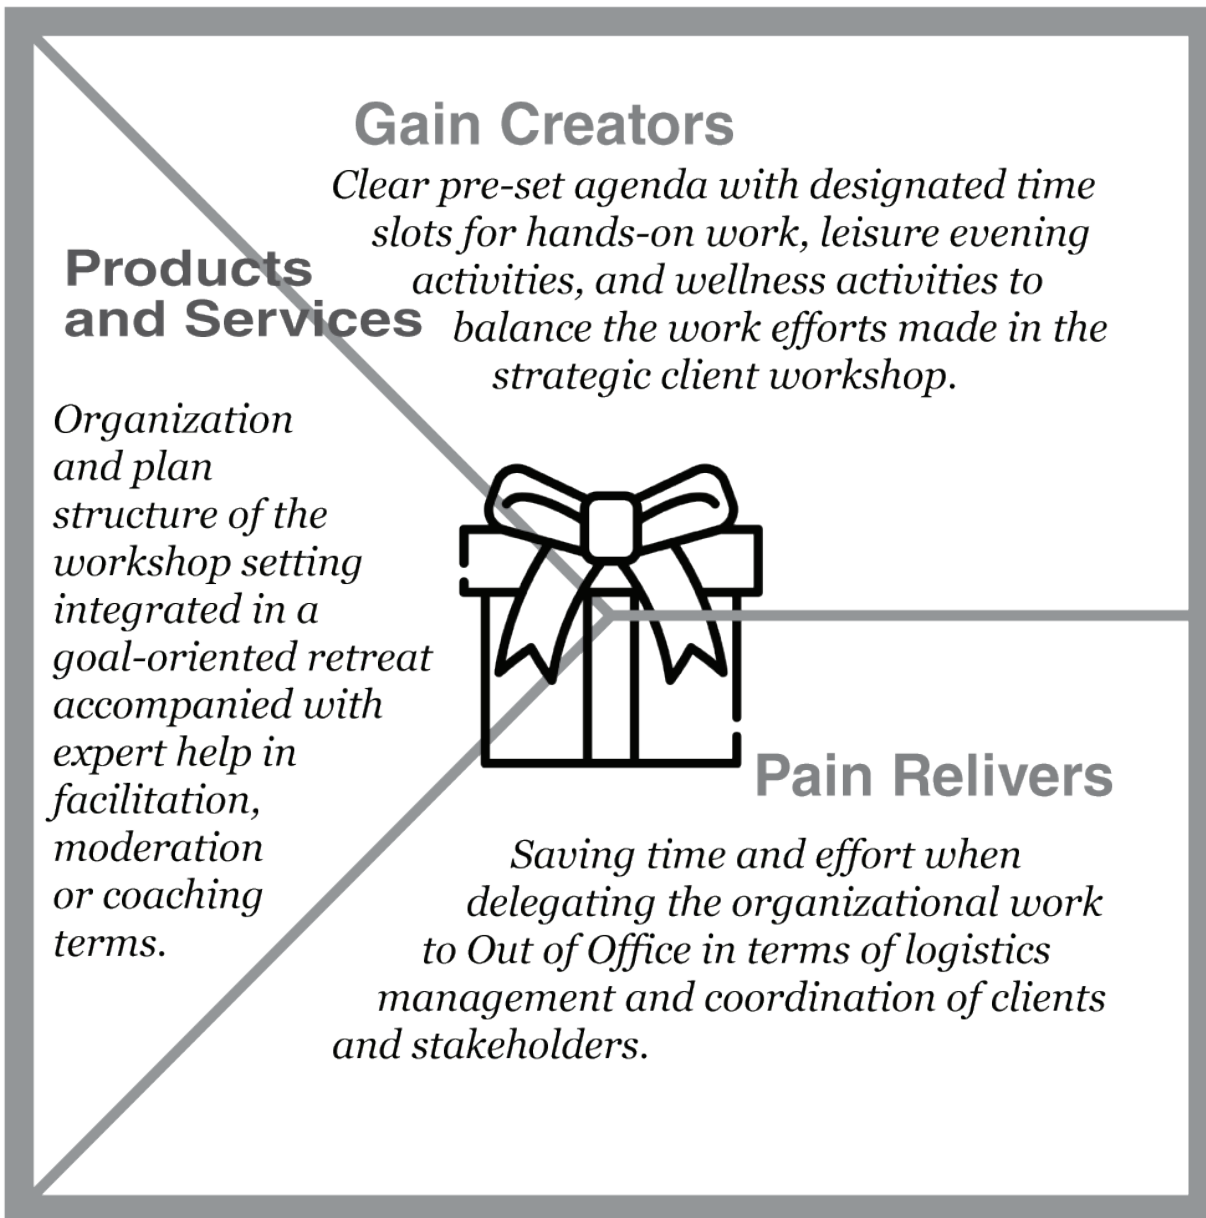 Gain Creators
Clear pre-set agenda with designated time
slots for hands-on work, leisure evening
activities, and wellness activities to
balance the work efforts made in the
strategic client workshop.
Products
and Services
Organization
and plan
structure of the
workshop setting
integrated in a
goal-oriented retreat
accompanied with
expert help in
facilitation,
moderation
or coaching
terms.
Pain Relivers
Saving time and effort when
delegating the organizational work
to Out of Office in terms of logistics
management and coordination of clients
and stakeholders.